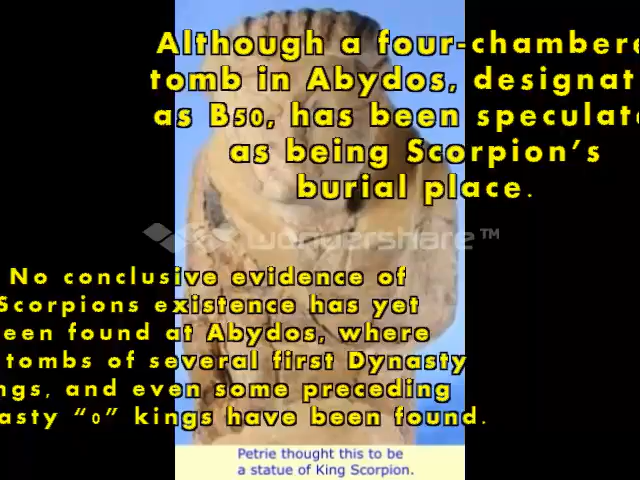 Although a four-chambere
tomb in Abydos, designat
as B50, has been speculat
as being Scorpion's
burial place.
wondershare™
No conclusive evidence of
Scorpions existence has yet
een found at Abydos, where
tombs of several first Dynasty
ngs, and even some preceding
asty “0” kings have been found.
Petrie thought this to be
a statue of King Scorpion.